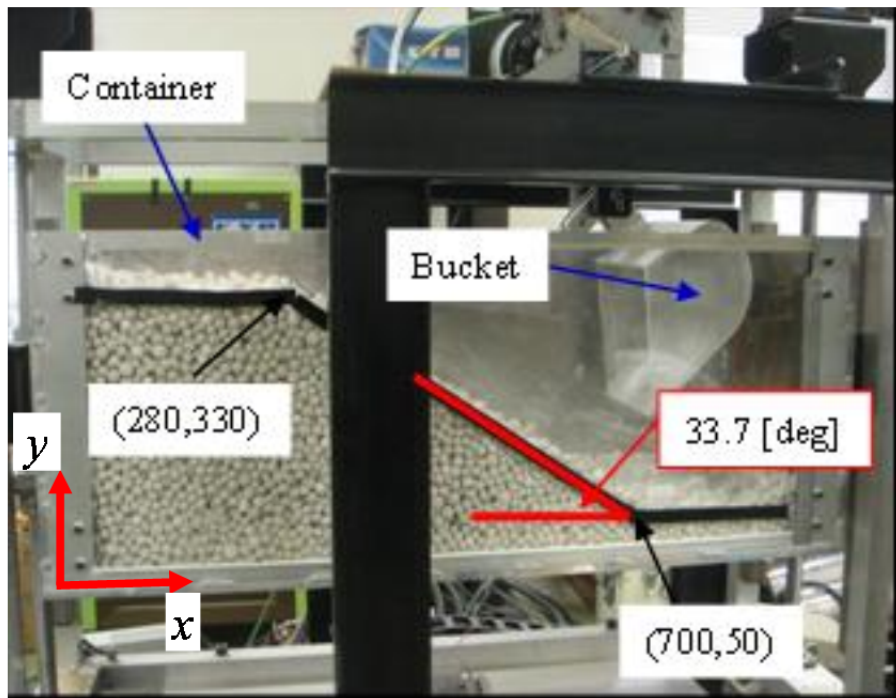 Container
Bucket
(280,330)
33.7 [deg]
y
x
(700,50)